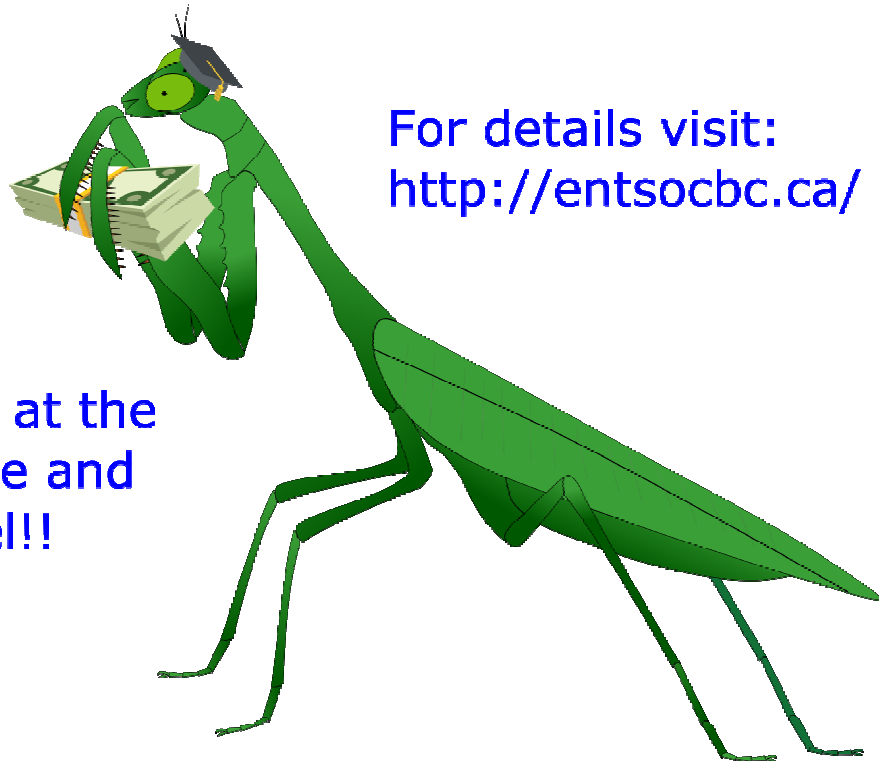 For details visit:
http://entsocbc.ca/
at the
and